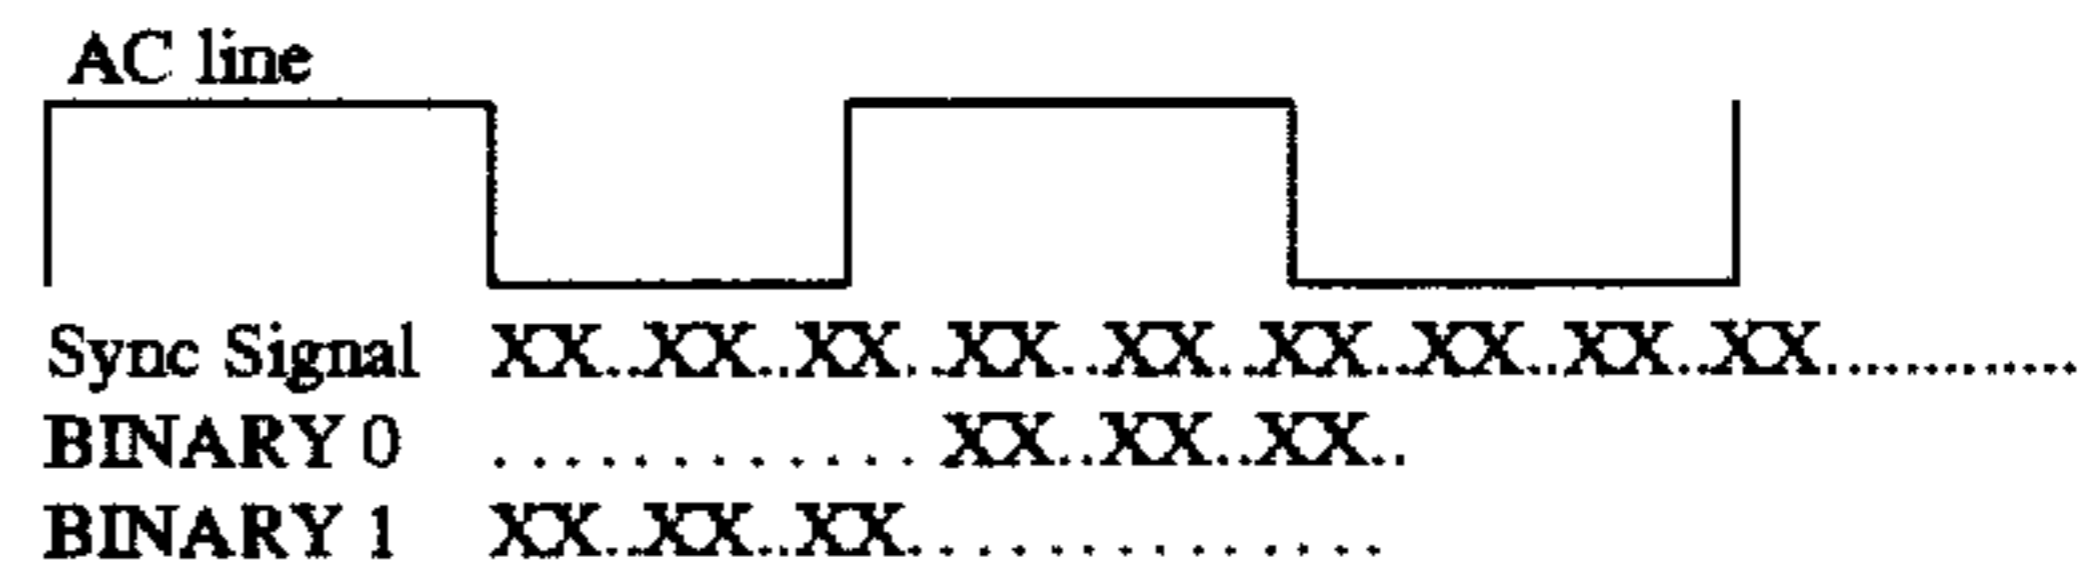 AC line
Sync Signal XX..XX..XX..XX..XX..XX..XX..XX..XX.............
BINARY 0 .............XX..XX..XX..
BINARY 1 XX..XX..XX..............